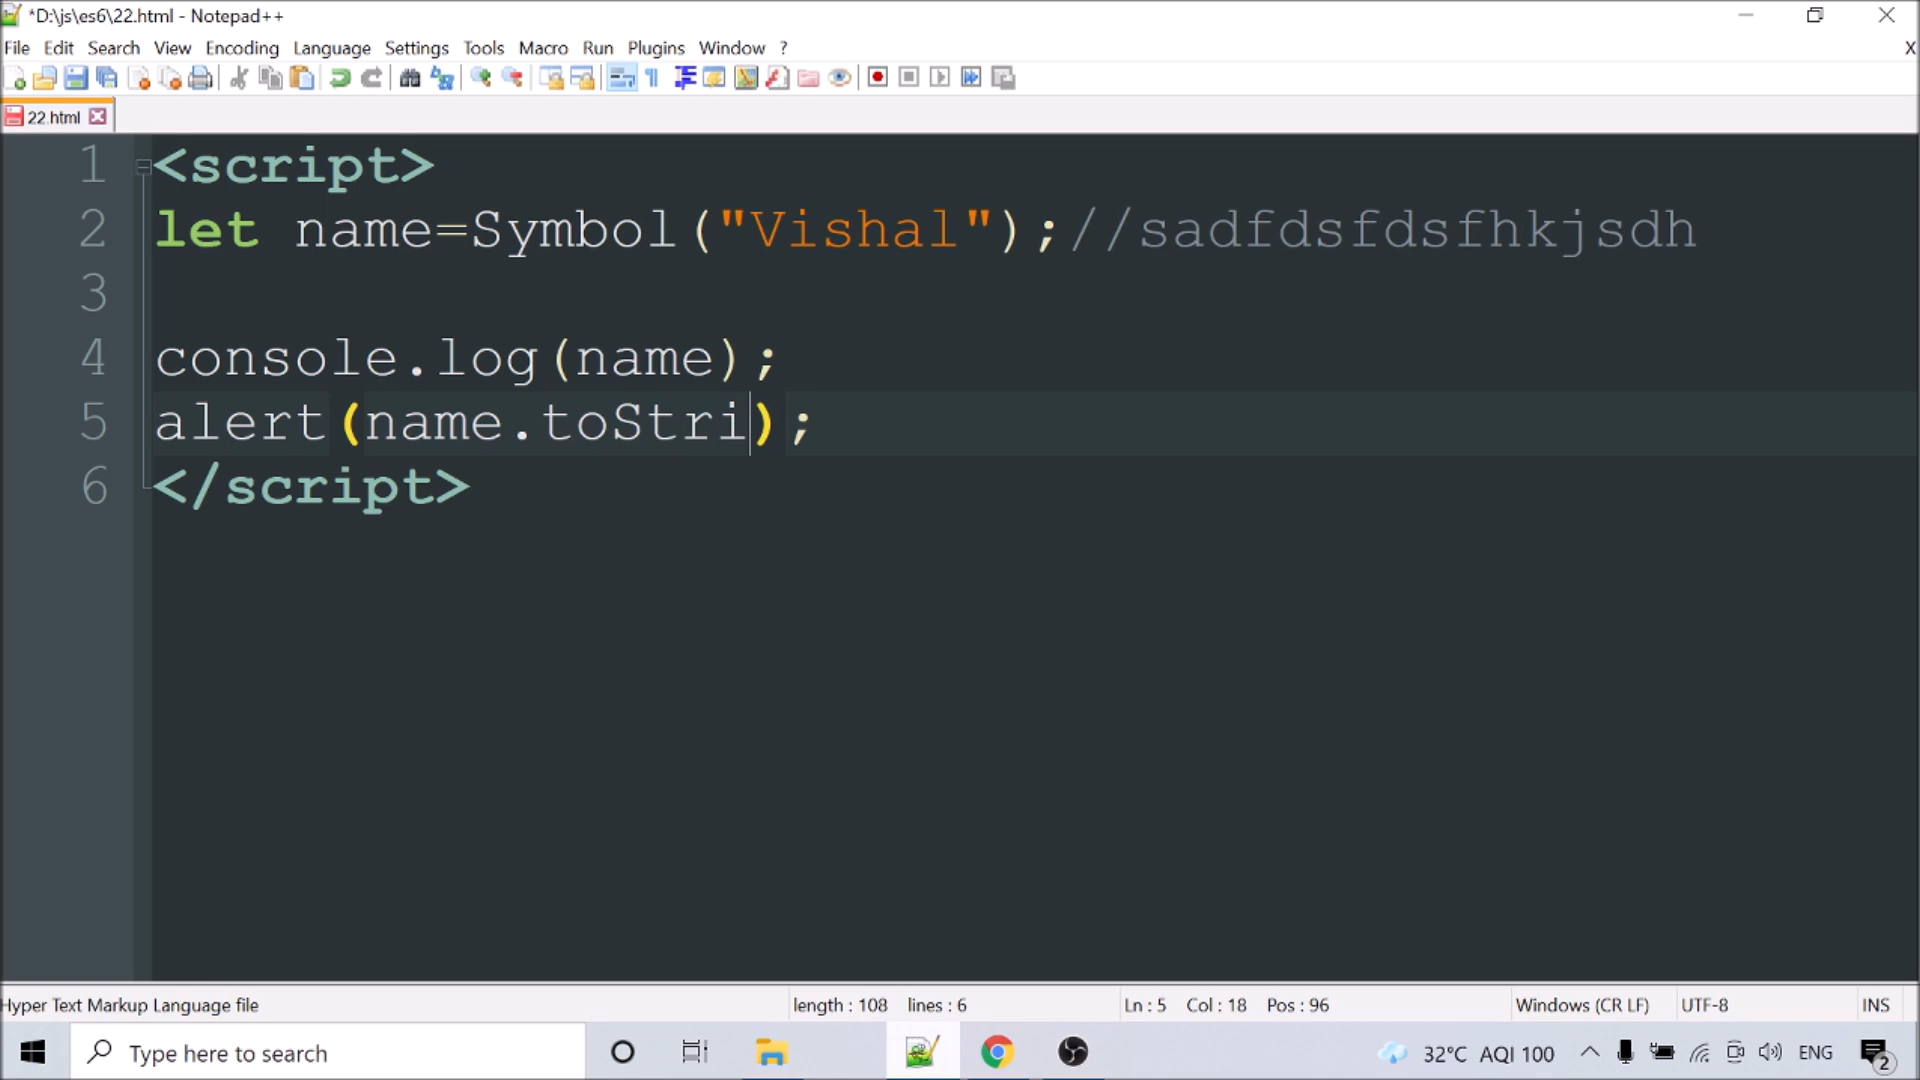 *D:\js\es6\22.html - Notepad++
File Edit Search View Encoding Language Settings Tools Macro Run Plugins Window ? X
22.html
1 <script>
2 let name=Symbol("Vishal");//sadfdsfdsfhkjsdh
3
4 console.log(name);
5 alert(name.toStri);
6 </script>
Hyper Text Markup Language file length : 108 lines : 6 Ln : 5 Col : 18 Pos : 96 Windows (CR LF) UTF-8 INS
Type here to search 32°C AQI 100 ENG 2